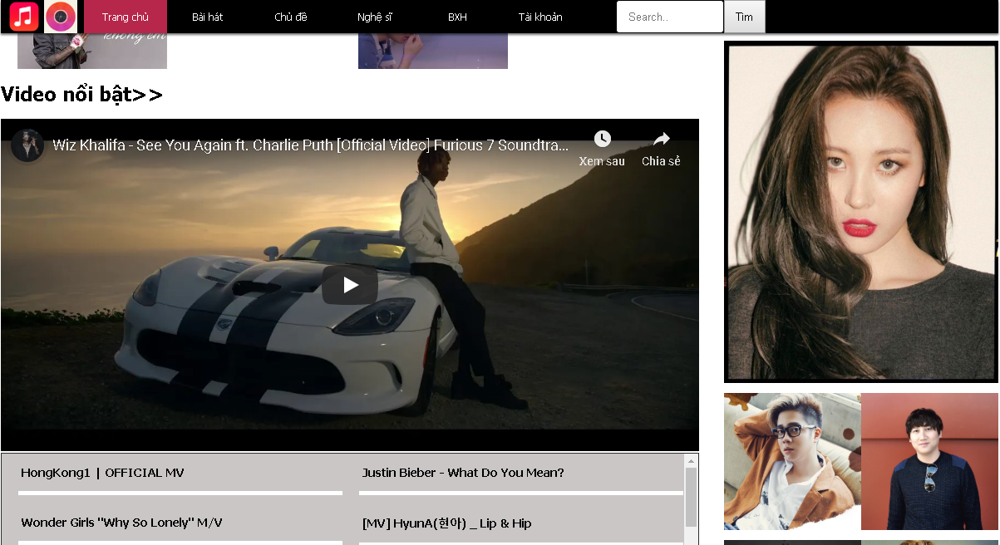 Trang chủ
Bài hát
Chủ đề
Nghệ sĩ
BXH
Tài khoản
Search..
Tìm
không em
Video nổi bật>>
Wiz Khalifa - See You Again ft. Charlie Puth [Official Video] Furious 7 Soundtra...
Xem sau
Chia sẻ
HongKong1 | OFFICIAL MV
Justin Bieber - What Do You Mean?
Wonder Girls "Why So Lonely" M/V
[MV] HyunA(현아) _ Lip & Hip